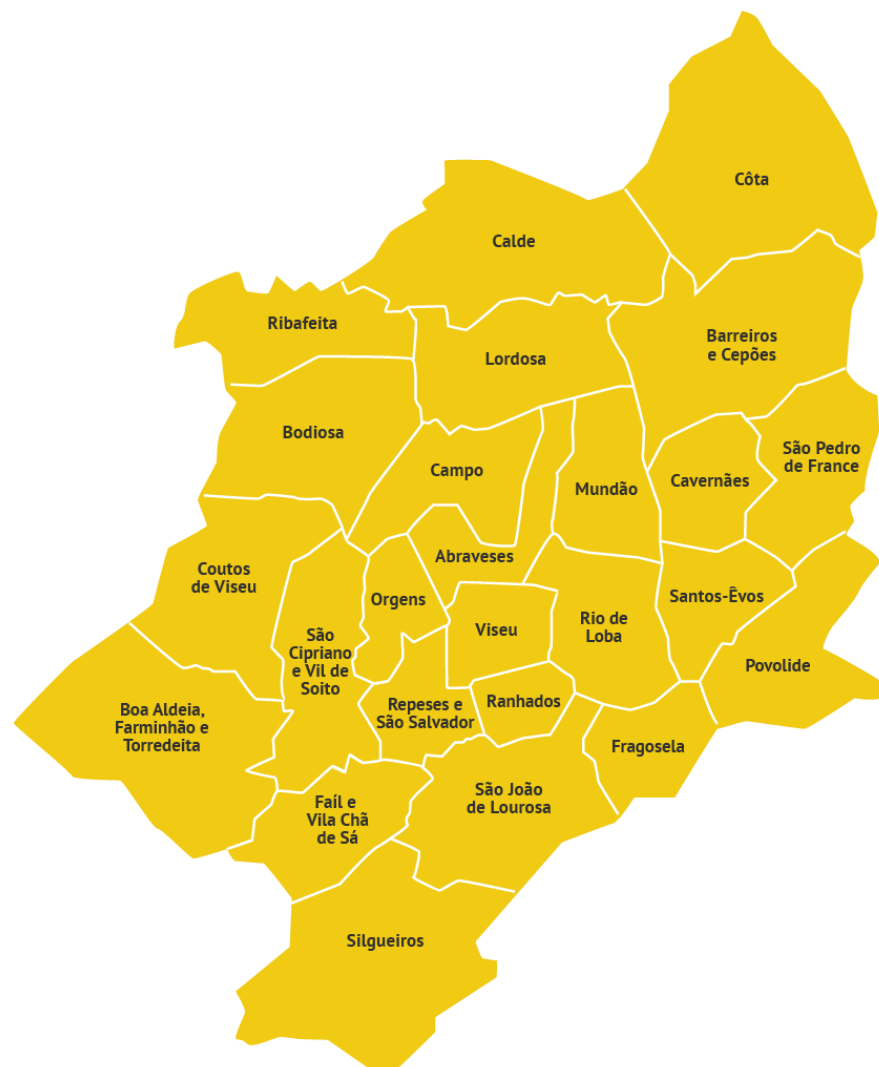 Côta
Calde
Ribafeita
Barreiros
e Cepões
Lordosa
Bodiosa
São Pedro
de France
Campo
Cavernães
Mundão
Abraveses
Coutos
de Viseu
Orgens
Santos-Êvos
Rio de
Loba
Viseu
São
Cipriano
e Vil de
Soito
Povolide
Repeses e
São Salvador
Ranhados
Boa Aldeia,
Farminhão e
Torredeita
Fragosela
São João
de Lourosa
Faíl e
Vila Chã
de Sá
Silgueiros